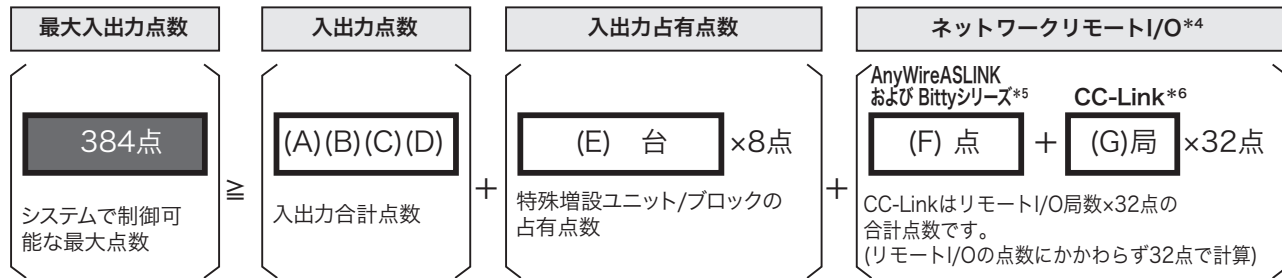 最大入出力点数
入出力点数
入出力占有点数
ネットワークリモートI/O*4
384点
システムで制御可
能な最大点数
≧
(A)(B)(C)(D)
入出力合計点数
+
(E) 台 ×8点
特殊増設ユニット/ブロックの
占有点数
+
AnyWireASLINK
および Bittyシリーズ*5
CC-Link*6
(F) 点 + (G)局 ×32点
CC-LinkはリモートI/O局数×32点の
合計点数です。
(リモートI/Oの点数にかかわらず32点で計算)